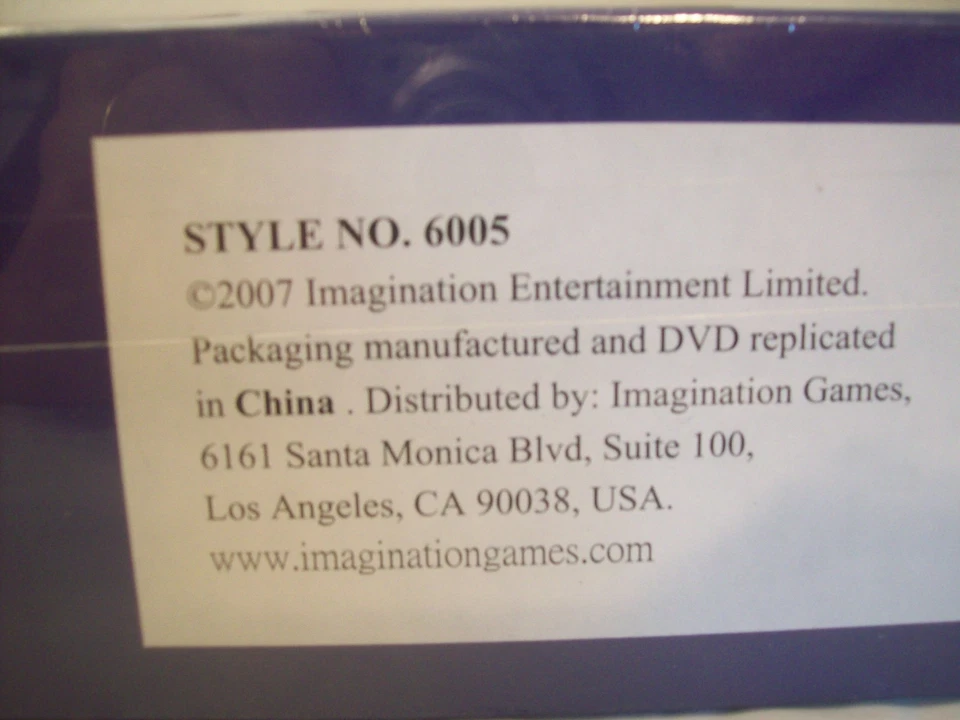 STYLE NO. 6005
©2007 Imagination Entertainment Limited.
Packaging manufactured and DVD replicated
in China . Distributed by: Imagination Games,
6161 Santa Monica Blvd, Suite 100,
Los Angeles, CA 90038, USA.
www.imaginationgames.com